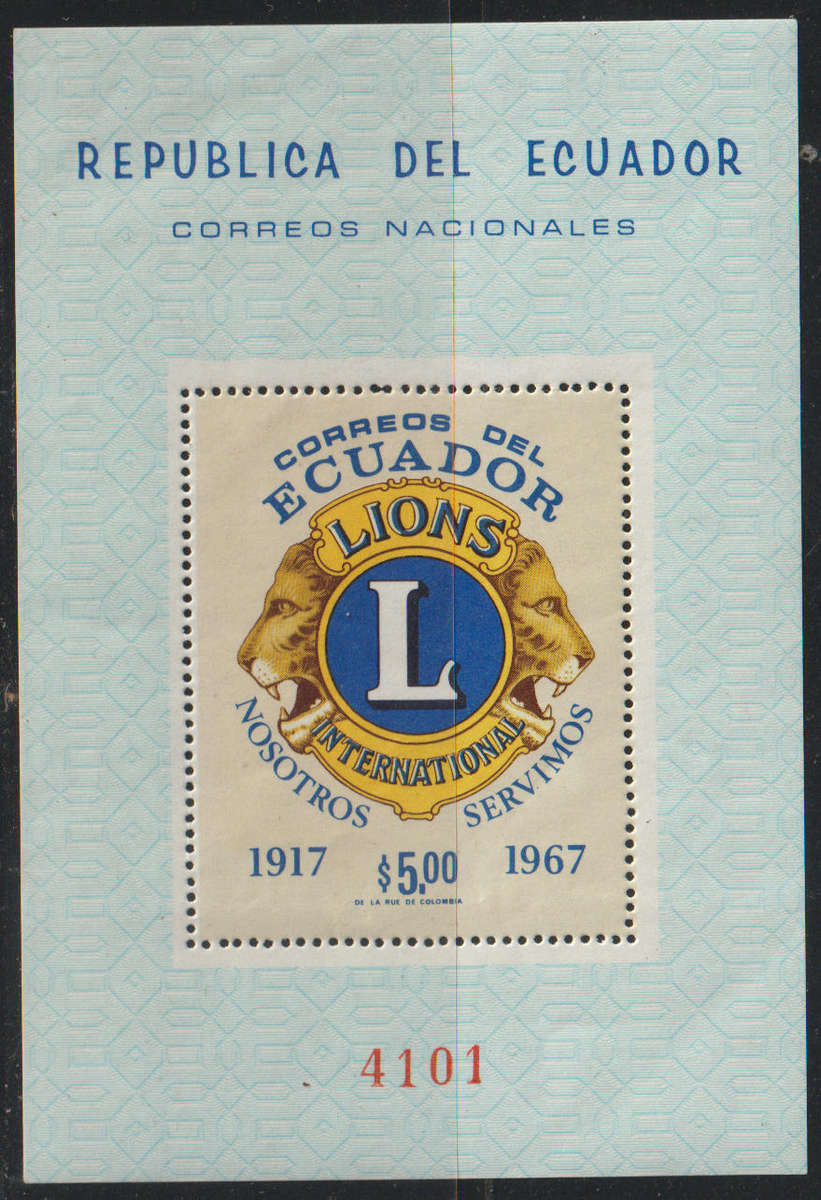 REPUBLICA DEL ECUADOR
CORREOS NACIONALES
CORREOS DEL
ECUADOR
LIONS
L
INTERNATIONAL
NOSOTROS SERVIMOS
1917 $5,00 1967
DE LA RUE DE COLOMBIA
4101